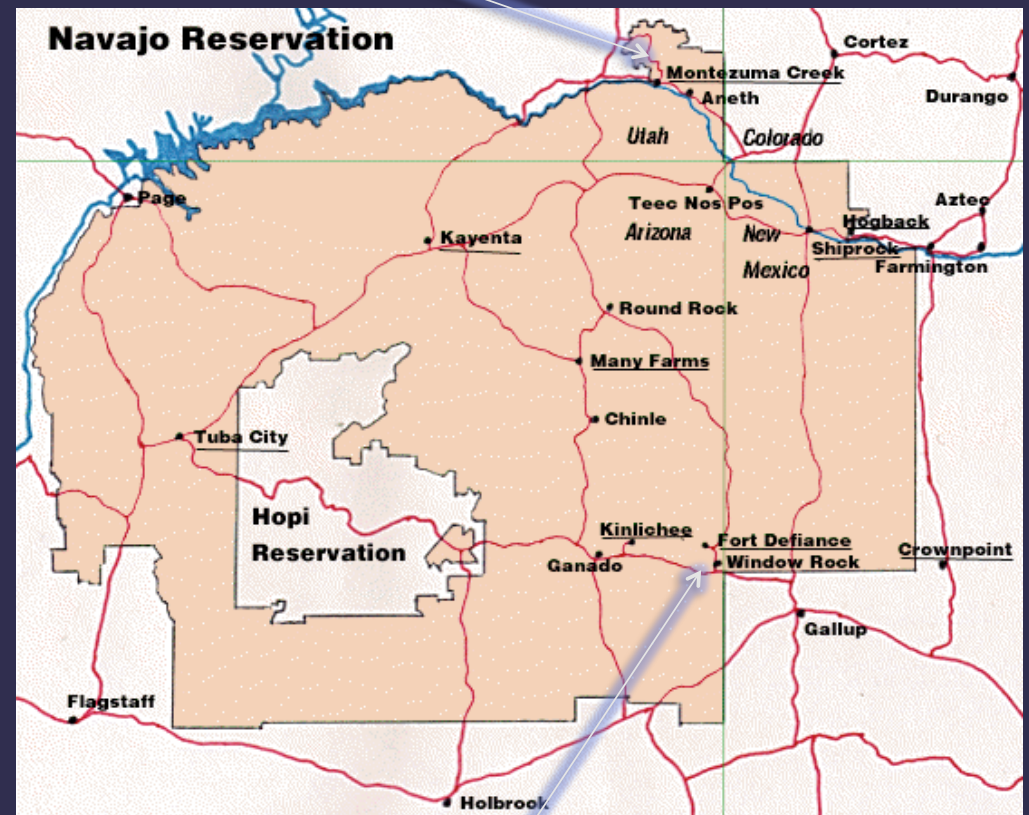 Navajo Reservation
Cortez
Montezuma Creek
Durango
Aneth
Utah
Colorado
Page
Teec Nos Pos
Aztec
Hogback
Kayenta
Arizona
New
Mexico
Shiprock
Farmington
Round Rock
Many Farms
Chinle
Tuba City
Hopi
Reservation
Kinlichee
Fort Defiance
Crownpoint
Ganado
Window Rock
Gallup
Flagstaff
Holbrook